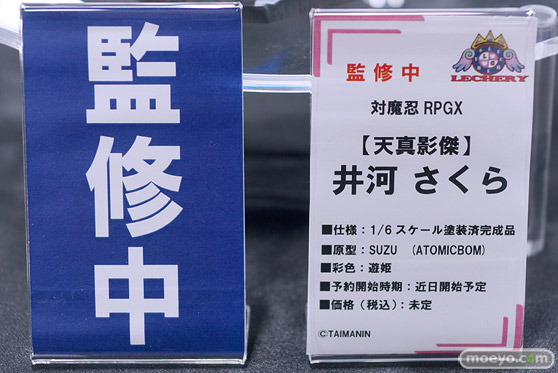 監修中
監修中
LD
LECHERY
対魔忍 RPGX
【天真影傑】
井河 さくら
■仕様：1/6 スケール塗装済完成品
■原型：SUZU （ATOMICBOM）
■彩色：遊姫
■予約開始時期：近日開始予定
■価格（税込）：未定
©TAIMANIN
moeyo.com